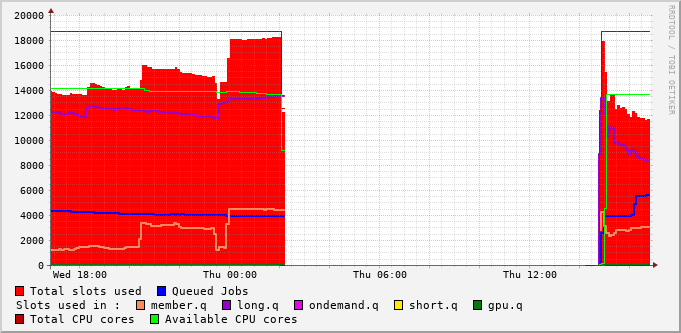 20000
18000
16000
14000
12000
10000
8000
6000
4000
2000
0
Wed 18:00 Thu 00:00 Thu 06:00 Thu 12:00
Total slots used Queued Jobs
Slots used in : member.q long.q ondemand.q short.q gpu.q
Total CPU cores Available CPU cores
RRDTOOL / TOBI OETIKER